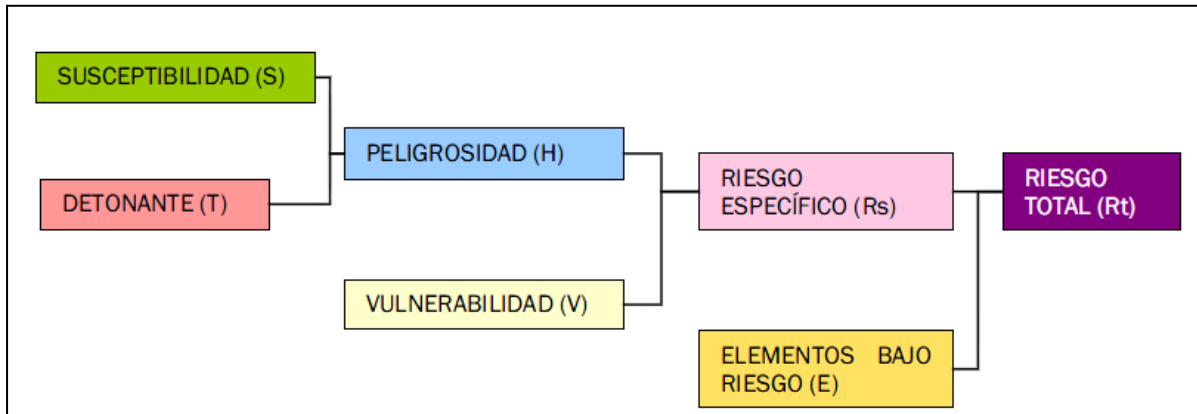 SUSCEPTIBILIDAD (S)
DETONANTE (T)
PELIGROSIDAD (H)
VULNERABILIDAD (V)
RIESGO
ESPECÍFICO (Rs)
ELEMENTOS BAJO
RIESGO (E)
RIESGO
TOTAL (Rt)